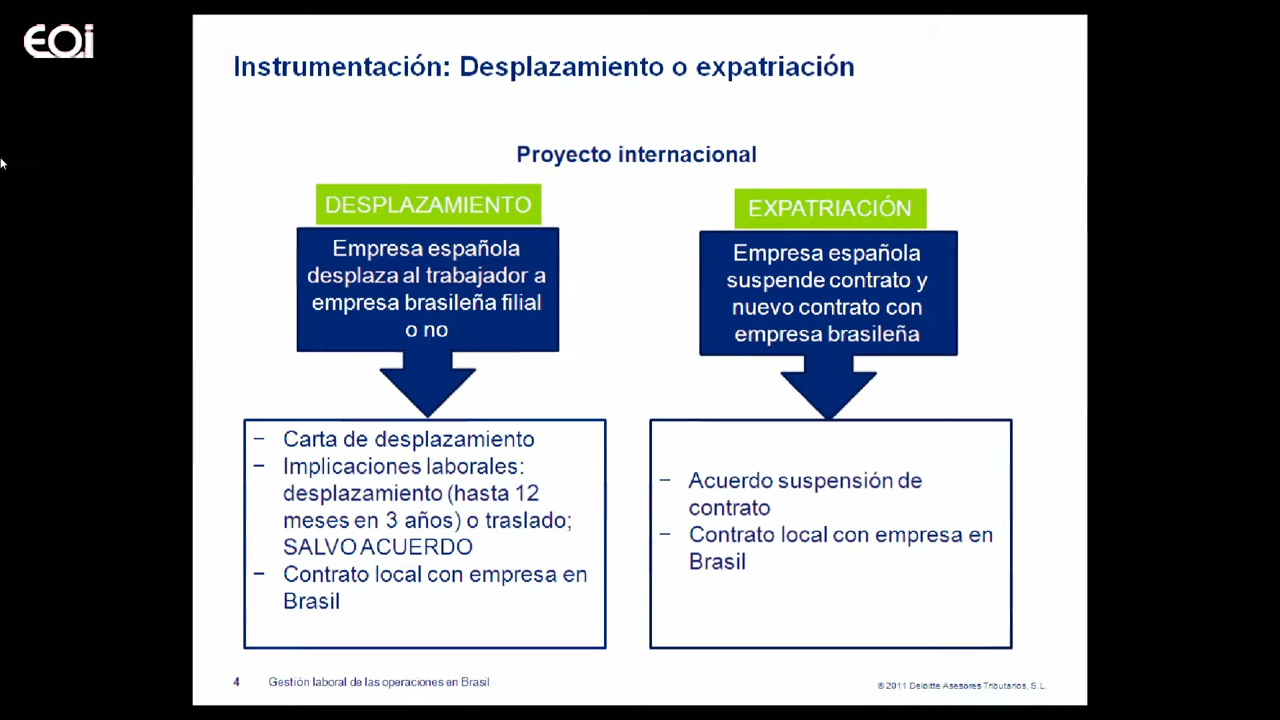 EOi
Instrumentación: Desplazamiento o expatriación
Proyecto internacional
DESPLAZAMIENTO
Empresa española
desplaza al trabajador a
empresa brasileña filial
o no
− Carta de desplazamiento
− Implicaciones laborales:
desplazamiento (hasta 12
meses en 3 años) o traslado;
SALVO ACUERDO
− Contrato local con empresa en
Brasil
EXPATRIACIÓN
Empresa española
suspende contrato y
nuevo contrato con
empresa brasileña
− Acuerdo suspensión de
contrato
− Contrato local con empresa en
Brasil
4 Gestión laboral de las operaciones en Brasil
© 2011 Deloitte Asesores Tributarios, S.L.